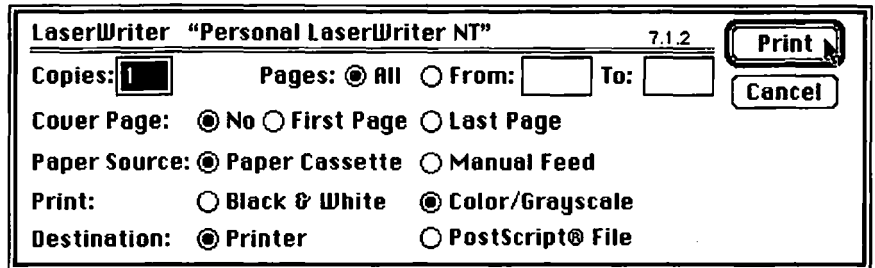 LaserWriter "Personal LaserWriter NT" 7.1.2 Print
Copies: 1 Pages: All From: To:
Cancel
Cover Page: No First Page Last Page
Paper Source: Paper Cassette Manual Feed
Print: Black & White Color/Grayscale
Destination: Printer PostScript® File